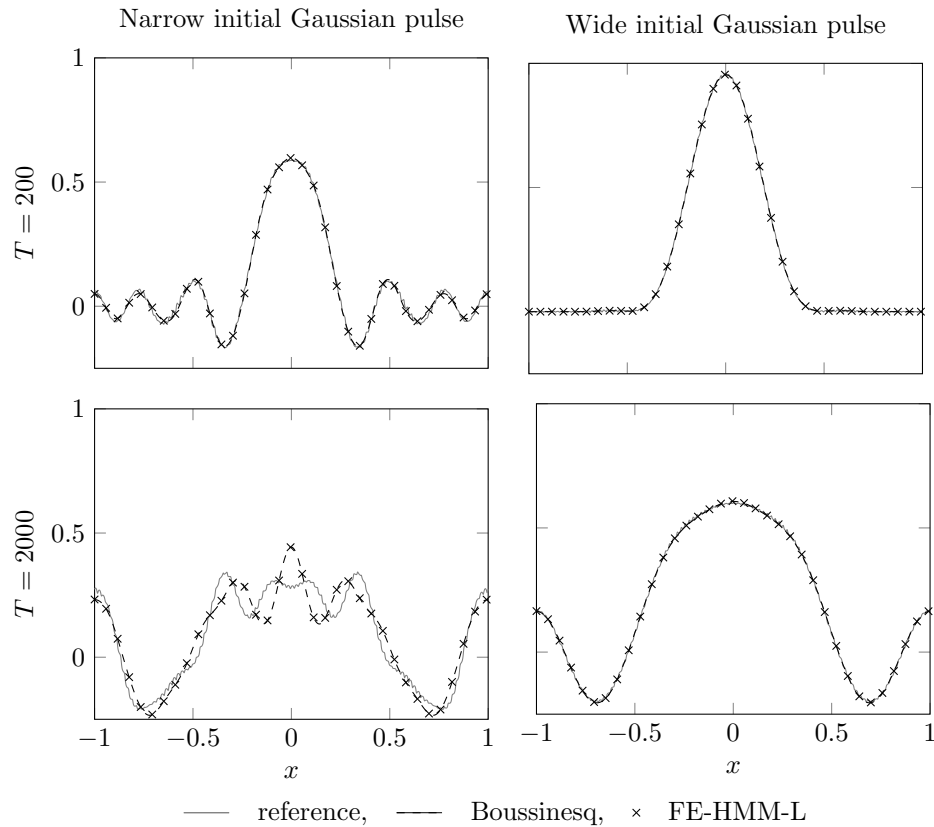 Narrow initial Gaussian pulse
Wide initial Gaussian pulse
1
0.5
0
T = 200
1
0.5
0
T = 2000
−1
−0.5
0
0.5
1
x
−1
−0.5
0
0.5
1
x
reference, Boussinesq, FE-HMM-L